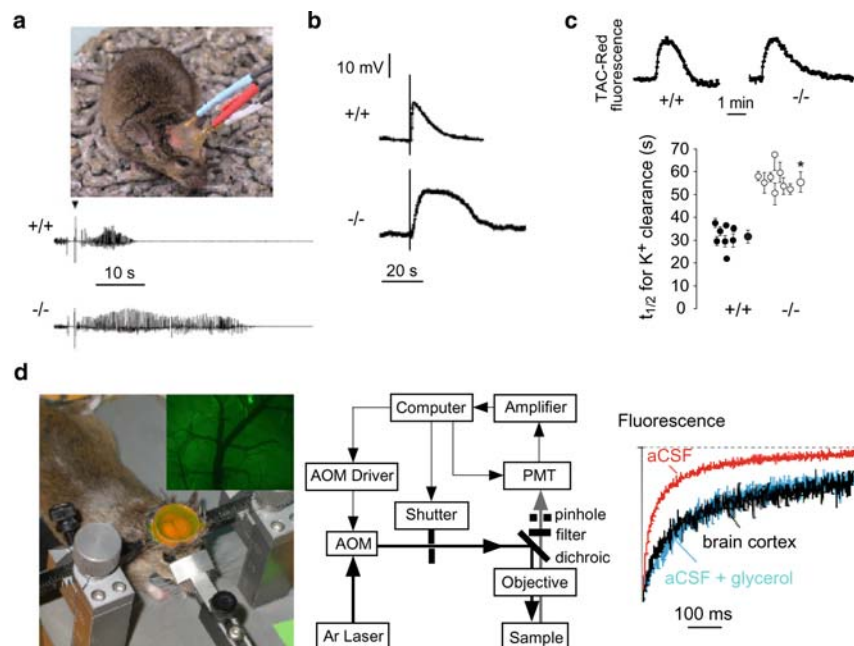 a
+/+
10 s
-/-
b
10 mV
+/+
-/-
20 s
c
TAC-Red
fluorescence
+/+
1 min
-/-
t1/2 for K+ clearance (s)
80
70
60
50
40
30
20
10
0
*
+/+
-/-
d
Computer
Amplifier
AOM Driver
PMT
Shutter
pinhole
filter
dichroic
AOM
Objective
Ar Laser
Sample
Fluorescence
aCSF
brain cortex
aCSF + glycerol
100 ms